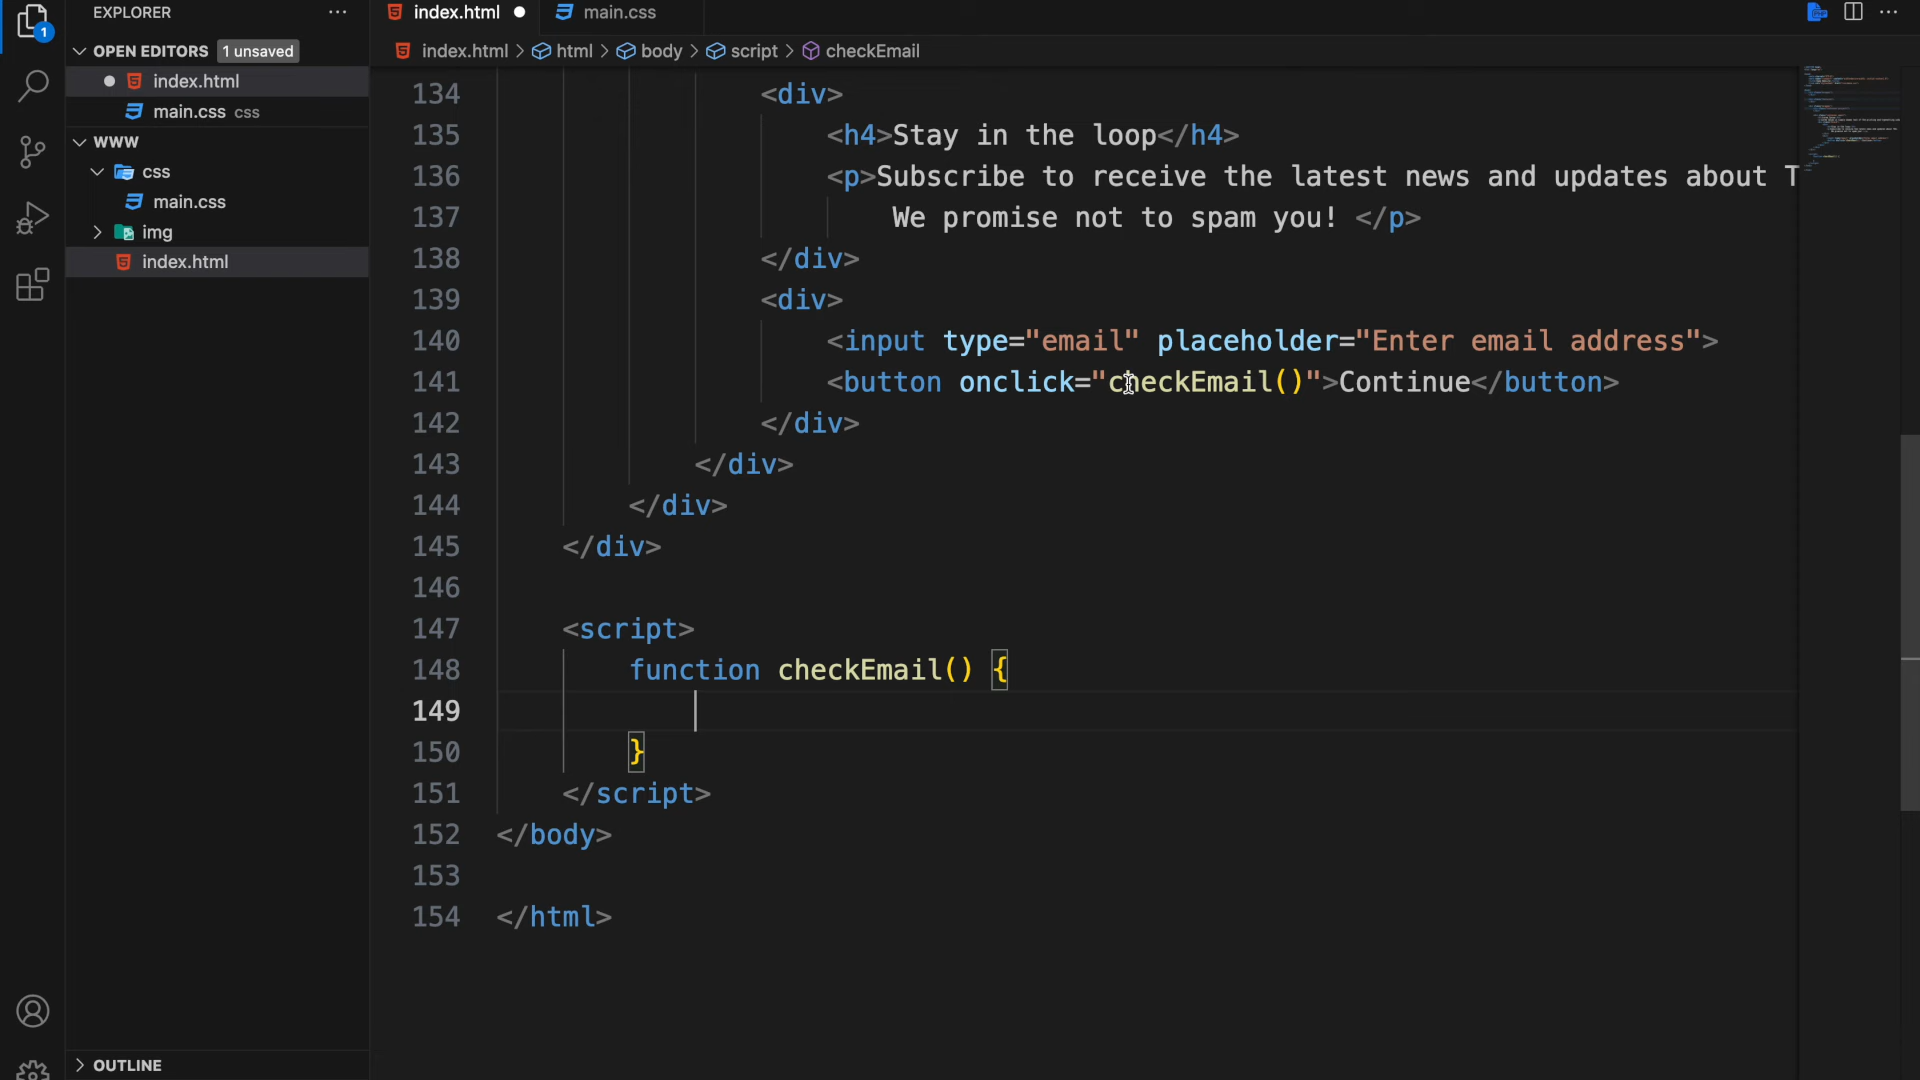 EXPLORER
OPEN EDITORS 1 unsaved
index.html
main.css css
WWW
css
main.css
img
index.html
OUTLINE
1
index.html
main.css
index.html > html > body > script > checkEmail
134 <div>
135 <h4>Stay in the loop</h4>
136 <p>Subscribe to receive the latest news and updates about T
137 We promise not to spam you! </p>
138 </div>
139 <div>
140 <input type="email" placeholder="Enter email address">
141 <button onclick="checkEmail()">Continue</button>
142 </div>
143 </div>
144 </div>
145 </div>
146
147 <script>
148 function checkEmail() {
149
150 }
151 </script>
152 </body>
153
154 </html>